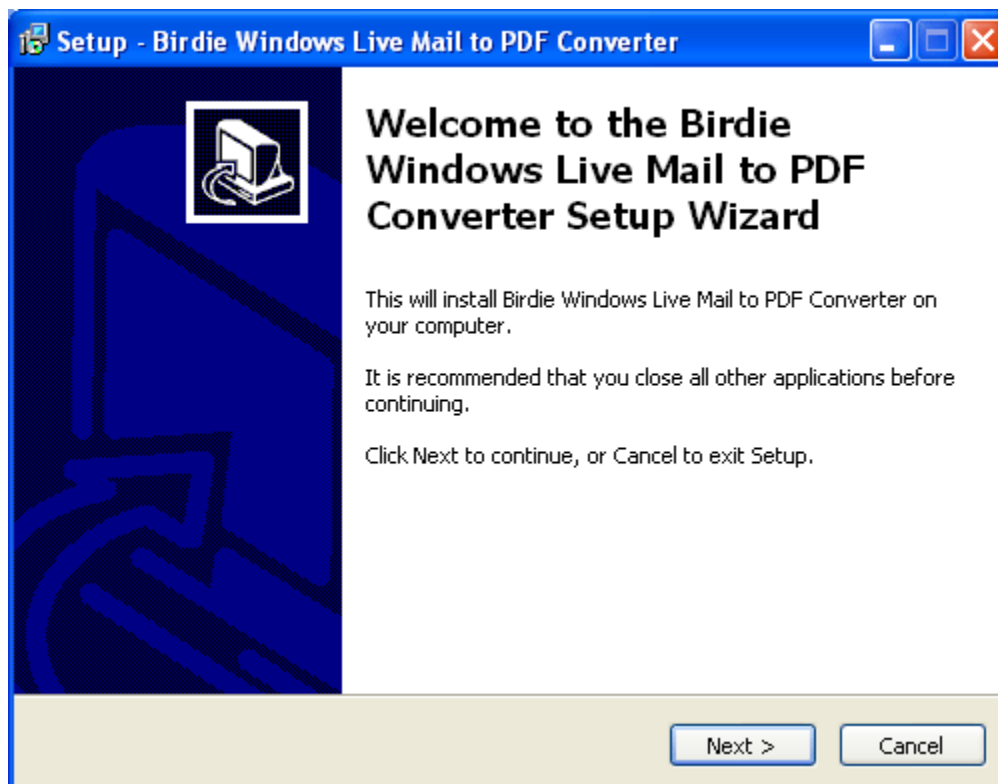 Setup - Birdie Windows Live Mail to PDF Converter
Welcome to the Birdie
Windows Live Mail to PDF
Converter Setup Wizard
This will install Birdie Windows Live Mail to PDF Converter on
your computer.
It is recommended that you close all other applications before
continuing.
Click Next to continue, or Cancel to exit Setup.
Next >
Cancel